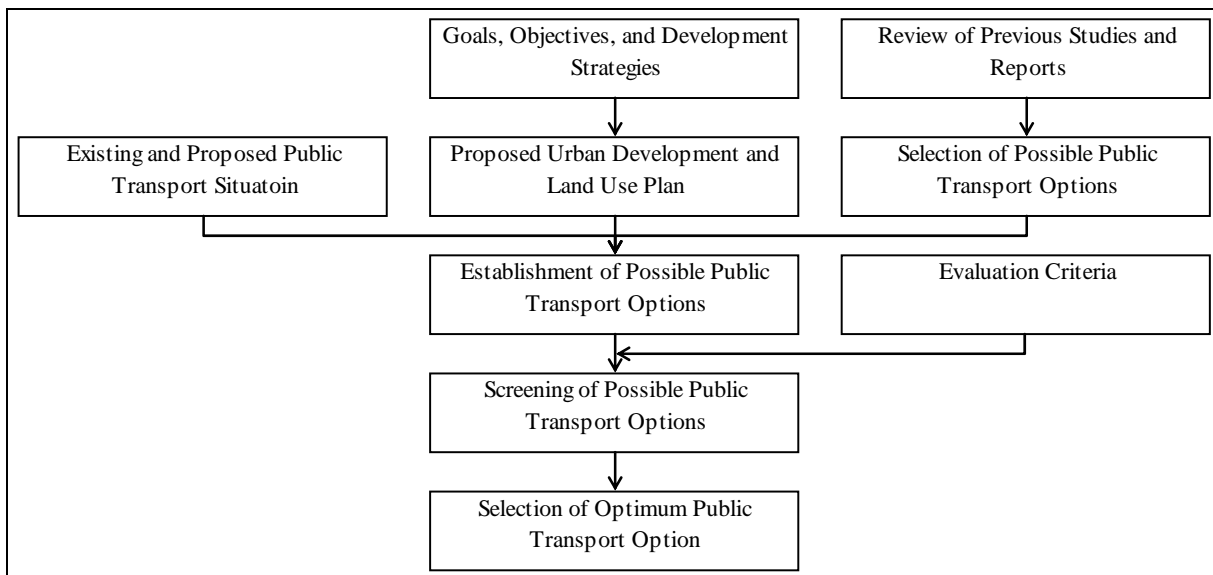 Goals, Objectives, and Development
Strategies
Review of Previous Studies and
Reports
Existing and Proposed Public
Transport Situatoin
Proposed Urban Development and
Land Use Plan
Selection of Possible Public
Transport Options
Establishment of Possible Public
Transport Options
Evaluation Criteria
Screening of Possible Public
Transport Options
Selection of Optimum Public
Transport Option